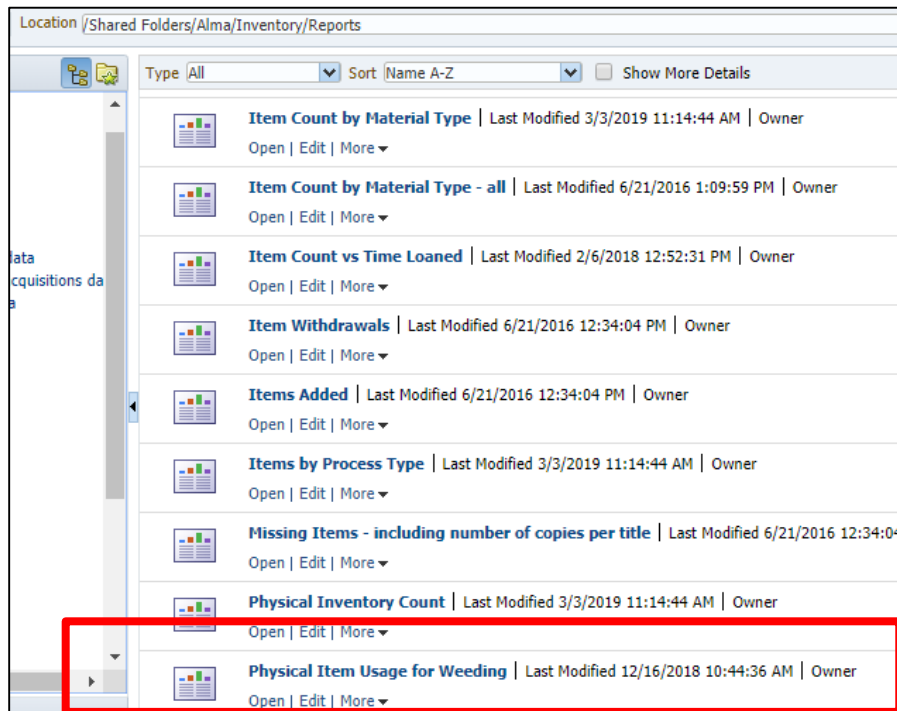 Location /Shared Folders/Alma/Inventory/Reports
Type All Sort Name A-Z Show More Details
Item Count by Material Type | Last Modified 3/3/2019 11:14:44 AM | Owner
Open | Edit | More
Item Count by Material Type - all | Last Modified 6/21/2016 1:09:59 PM | Owner
Open | Edit | More
data
cquisitions da
a
Item Count vs Time Loaned | Last Modified 2/6/2018 12:52:31 PM | Owner
Open | Edit | More
Item Withdrawals | Last Modified 6/21/2016 12:34:04 PM | Owner
Open | Edit | More
Items Added | Last Modified 6/21/2016 12:34:04 PM | Owner
Open | Edit | More
Items by Process Type | Last Modified 3/3/2019 11:14:44 AM | Owner
Open | Edit | More
Missing Items - including number of copies per title | Last Modified 6/21/2016 12:34:04
Open | Edit | More
Physical Inventory Count | Last Modified 3/3/2019 11:14:44 AM | Owner
Open | Edit | More
Physical Item Usage for Weeding | Last Modified 12/16/2018 10:44:36 AM | Owner
Open | Edit | More